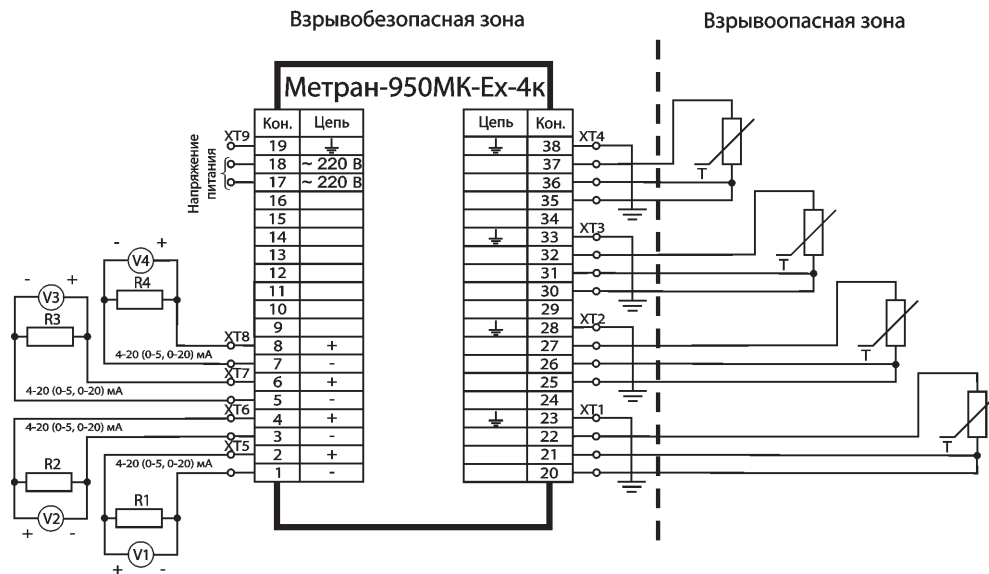 Взрывобезопасная зона
Взрывоопасная зона
Метран-950МК-Ех-4к
Кон. Цепь
Цепь Кон.
XT9 19
18 ~ 220 В
17 ~ 220 В
Напряжение
питания
16
15
14
13
12
11
10
9
XT8 8 +
7 -
XT7 6 +
5 -
XT6 4 +
3 -
XT5 2 +
1 -
38 XT4
37
36
35
34
33 XT3
32
31
30
29
28 XT2
27
26
25
24
23 XT1
22
21
20
- V4 +
R4
4-20 (0-5, 0-20) мА
- V3 +
R3
4-20 (0-5, 0-20) мА
4-20 (0-5, 0-20) мА
R2
+ V2 -
4-20 (0-5, 0-20) мА
R1
+ V1 -
T
T
T
T